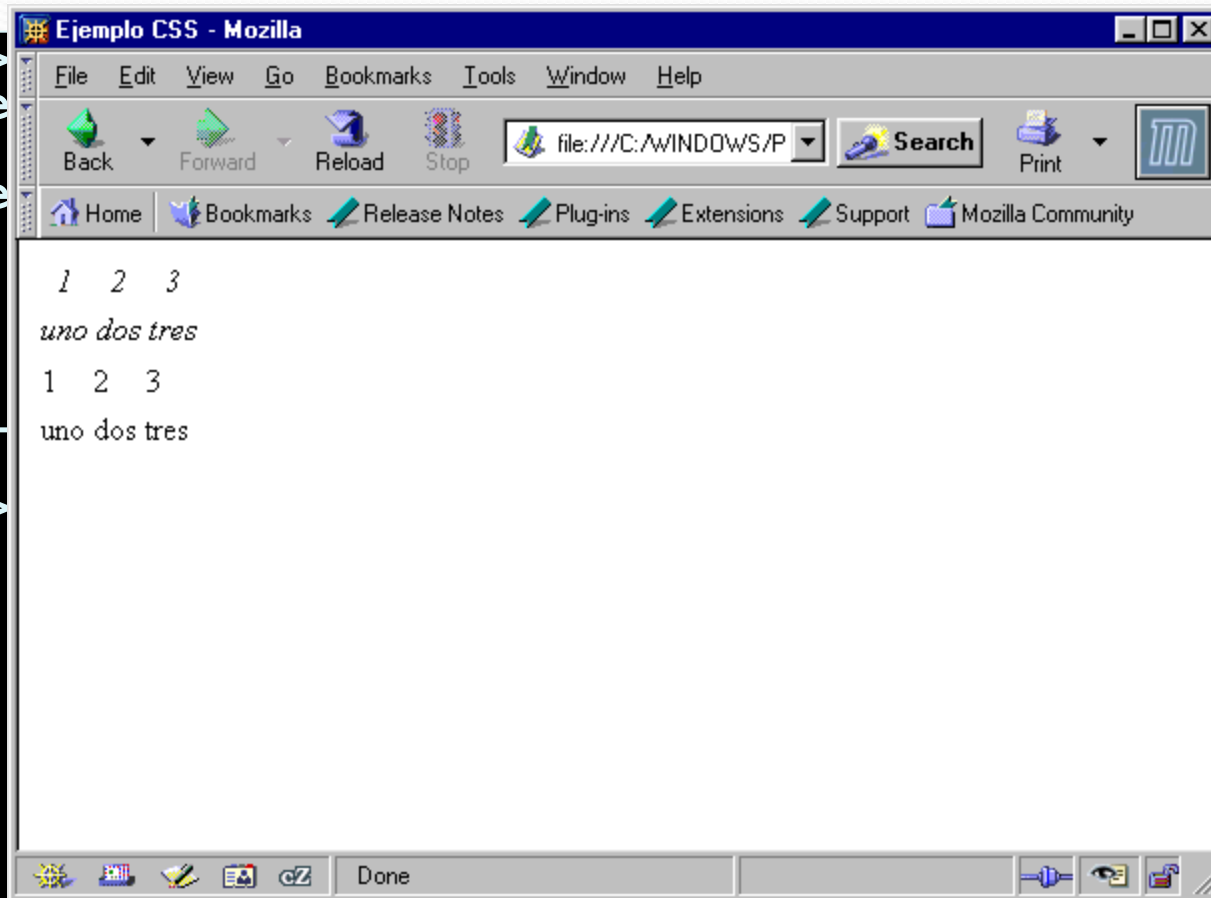 Ejemplo CSS - Mozilla
File Edit View Go Bookmarks Tools Window Help
Back Forward Reload Stop file:///C:/WINDOWS/P Search Print
Home Bookmarks Release Notes Plug-ins Extensions Support Mozilla Community
1 2 3
uno dos tres
1 2 3
uno dos tres
Done